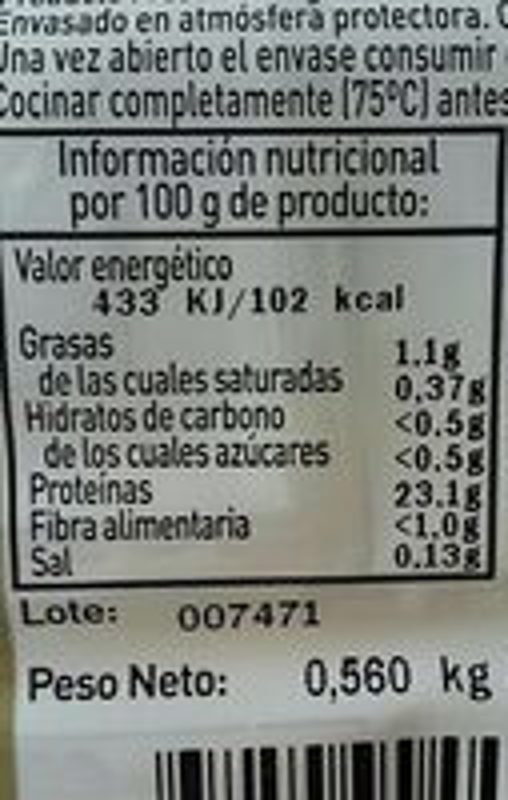 Envasado en atmósfera protectora.
Una vez abierto el envase consumir
Cocinar completamente (75ºC) antes
Información nutricional
por 100 g de producto:
Valor energético
433 KJ/102 kcal
Grasas 1.1g
de las cuales saturadas 0,37g
Hidratos de carbono <0.5g
de los cuales azúcares <0.5g
Proteínas 23.1g
Fibra alimentaria <1.0g
Sal 0.13g
Lote: 007471
Peso Neto: 0,560 kg